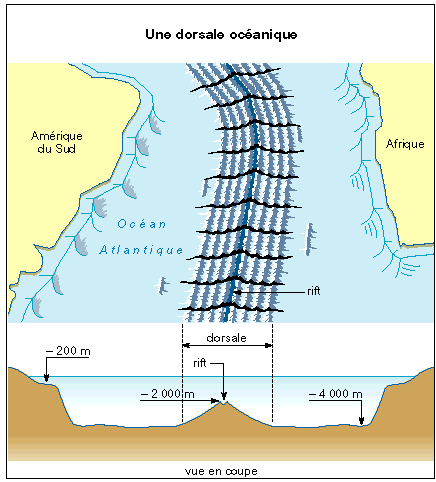 Une dorsale océanique
Amérique
du Sud
Afrique
Océan
Atlantique
rift
dorsale
– 200 m
rift
– 2 000 m
– 4 000 m
vue en coupe